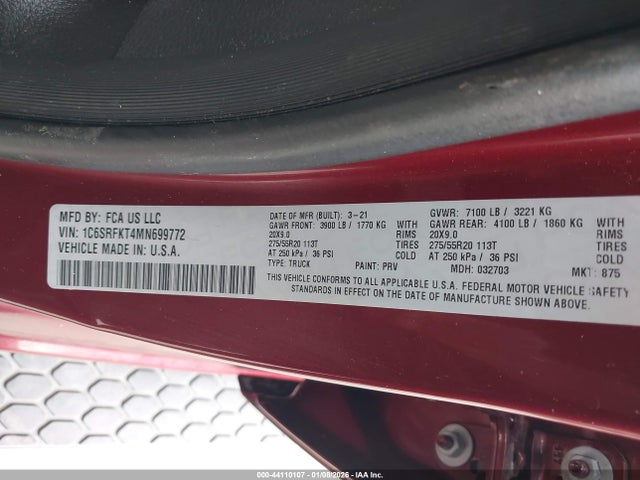 MFD BY: FCA US LLC
VIN: 1C6SRFKT4MN699772
VEHICLE MADE IN U.S.A.
DATE OF MFR (BUILT): 3-21
GAWR FRONT: 3900 LB / 1770 KG
WITH
20X9.0
RIMS
275/55R20 113T
TIRES
AT 250 kPa / 36 PSI
COLD
TYPE: TRUCK
PAINT: PRV
GVWR: 7100 LB / 3221 KG
GAWR REAR: 4100 LB / 1860 KG
WITH
20X9.0
RIMS
275/55R20 113T
TIRES
AT 250 kPa / 36 PSI
COLD
MDH: 032703
MKT: 875
THIS VEHICLE CONFORMS TO ALL APPLICABLE U.S.A. FEDERAL MOTOR VEHICLE SAFETY
STANDARDS IN EFFECT ON THE DATE OF MANUFACTURE SHOWN ABOVE.
000-44110107 - 01/08/2026 - IAA Inc.